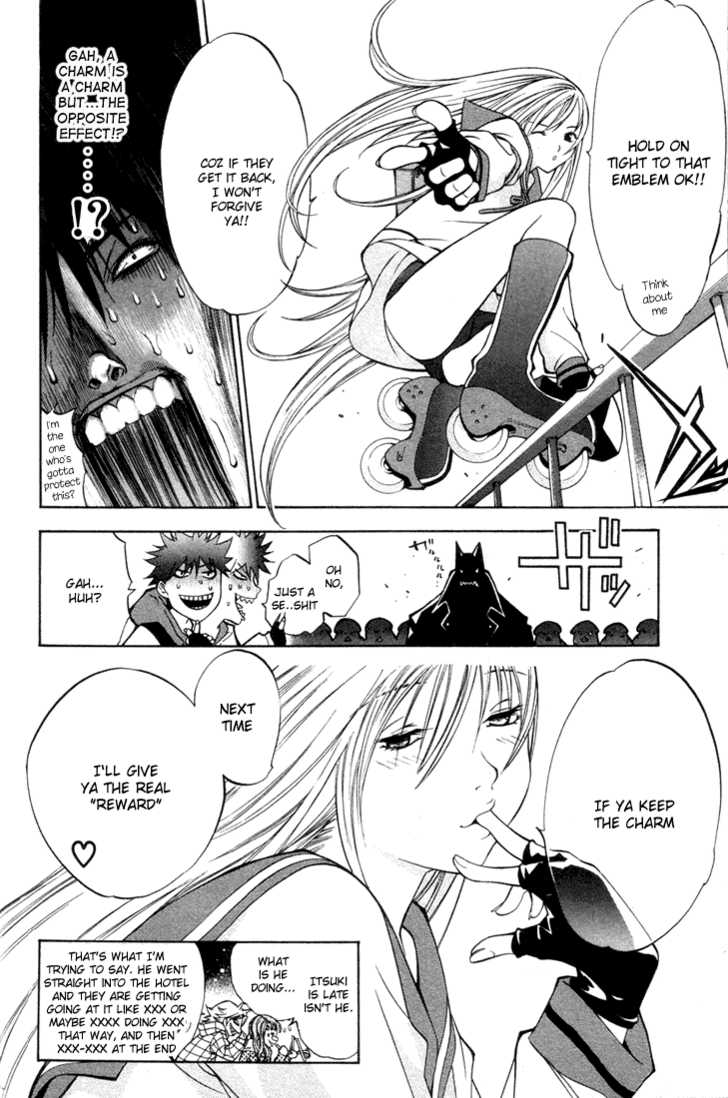 HOLD ON
TIGHT TO THAT
EMBLEM OK!!
Think
about
me
COZ IF THEY
GET IT BACK,
I WON'T
FORGIVE
YA!!
GAH, A
CHARM IS
A CHARM
BUT...THE
OPPOSITE
EFFECT!?
!?
I'm
the
one
who's
gotta
protect
this?
ザザ
OH
NO,
JUST A
SE..SHIT
GAH...
HUH?
IF YA KEEP
THE CHARM
NEXT
TIME
I'LL GIVE
YA THE REAL
"REWARD"
♡
ITSUKI
IS LATE
ISN'T HE.
WHAT
IS HE
DOING...
THAT'S WHAT I'M
TRYING TO SAY. HE WENT
STRAIGHT INTO THE HOTEL
AND THEY ARE GETTING
GOING AT IT LIKE XXX OR
MAYBE XXXX DOING XXX
THAT WAY, AND THEN
XXX-XXX AT THE END